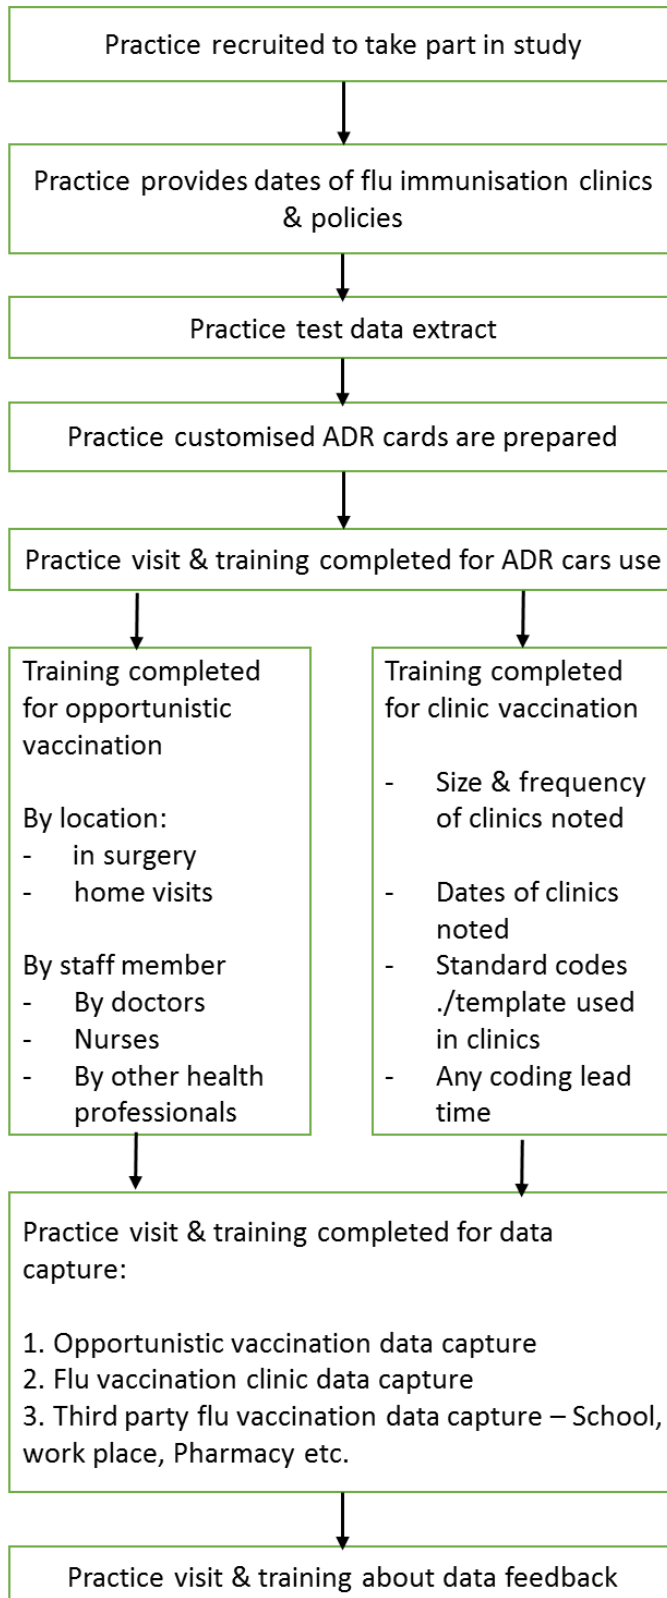 Practice recruited to take part in study
Practice provides dates of flu immunisation clinics
& policies
Practice test data extract
Practice customised ADR cards are prepared
Practice visit & training completed for ADR cars use
Training completed
for opportunistic
vaccination
By location:
- in surgery
- home visits
By staff member
- By doctors
- Nurses
- By other health
professionals
Training completed
for clinic vaccination
- Size & frequency
of clinics noted
- Dates of clinics
noted
- Standard codes
./template used
in clinics
- Any coding lead
time
Practice visit & training completed for data
capture:
1. Opportunistic vaccination data capture
2. Flu vaccination clinic data capture
3. Third party flu vaccination data capture – School,
work place, Pharmacy etc.
Practice visit & training about data feedback